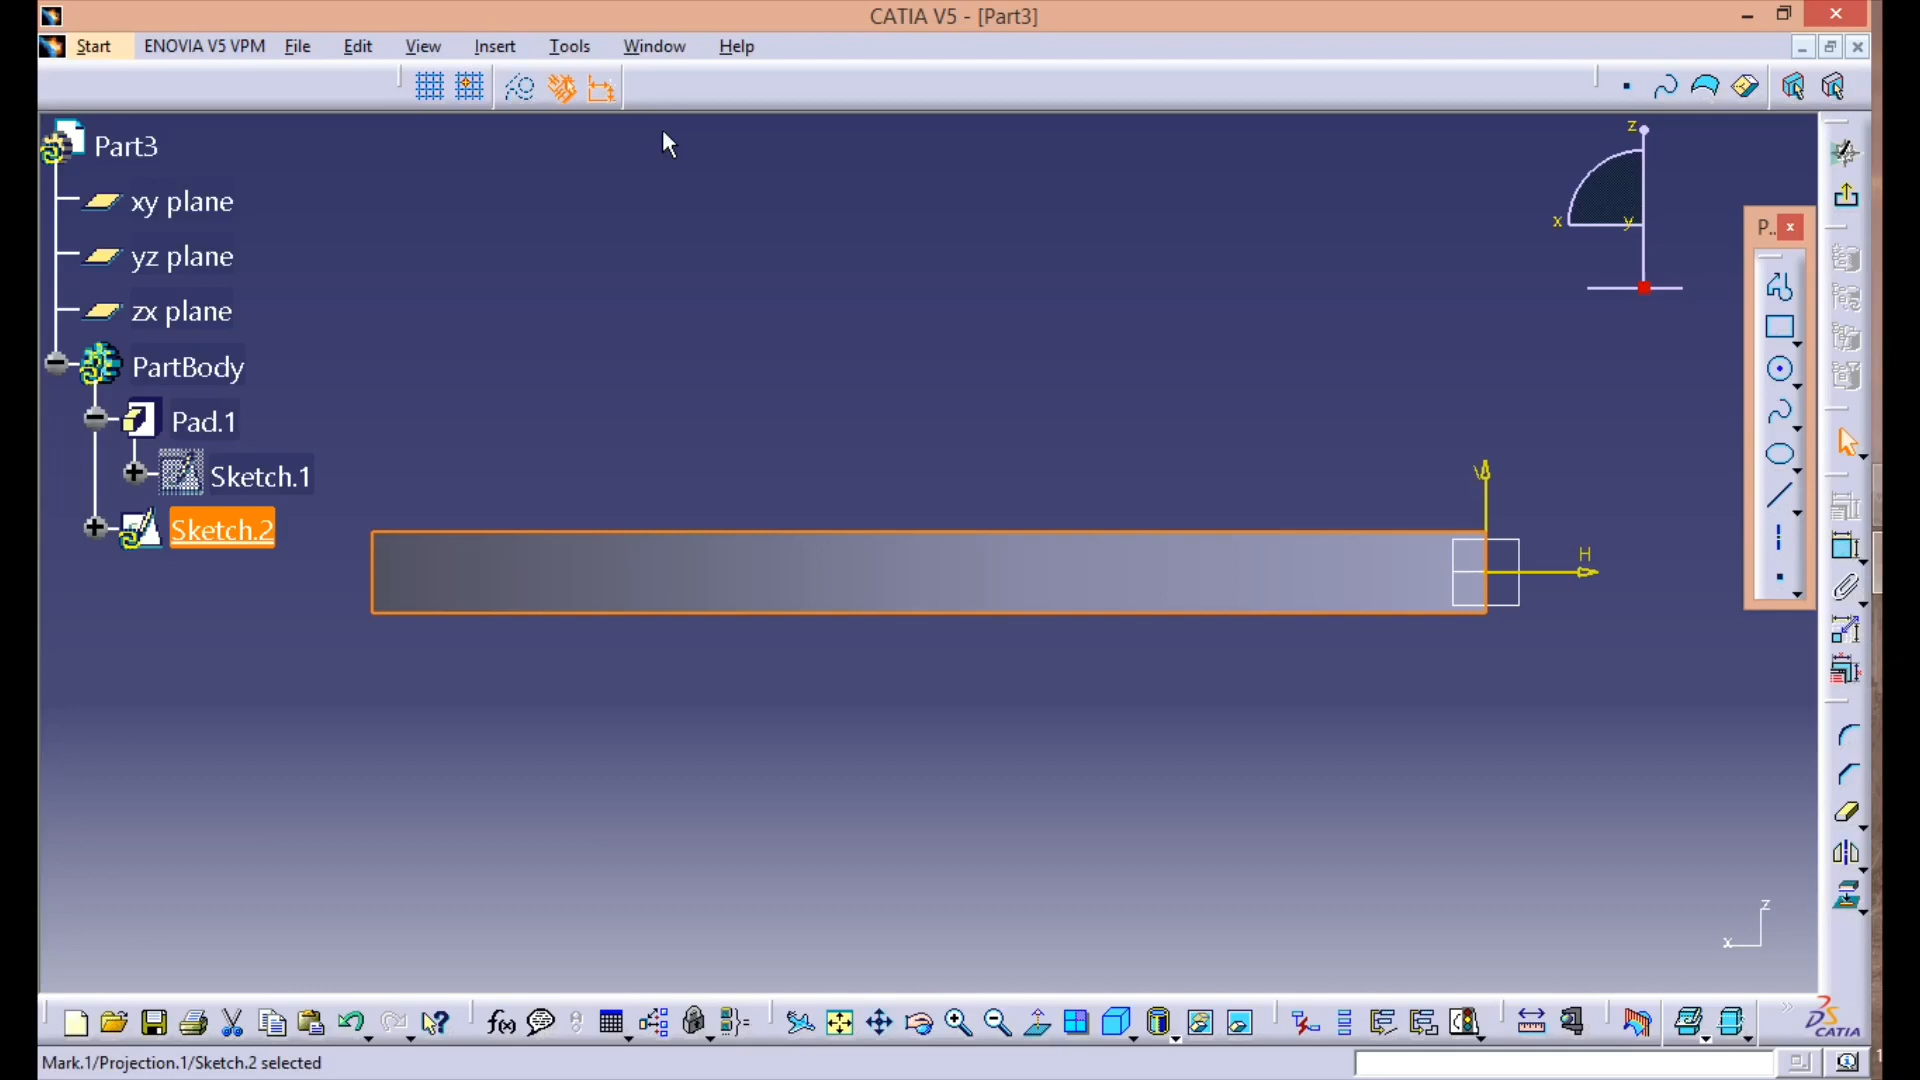 CATIA V5 - [Part3]
Start ENOVIA V5 VPM File Edit View Insert Tools Window Help
Part3
xy plane
yz plane
zx plane
PartBody
Pad.1
Sketch.1
Sketch.2
z
x
y
P..
V
H
z
x
f(x)
DS
CATIA
Mark.1/Projection.1/Sketch.2 selected